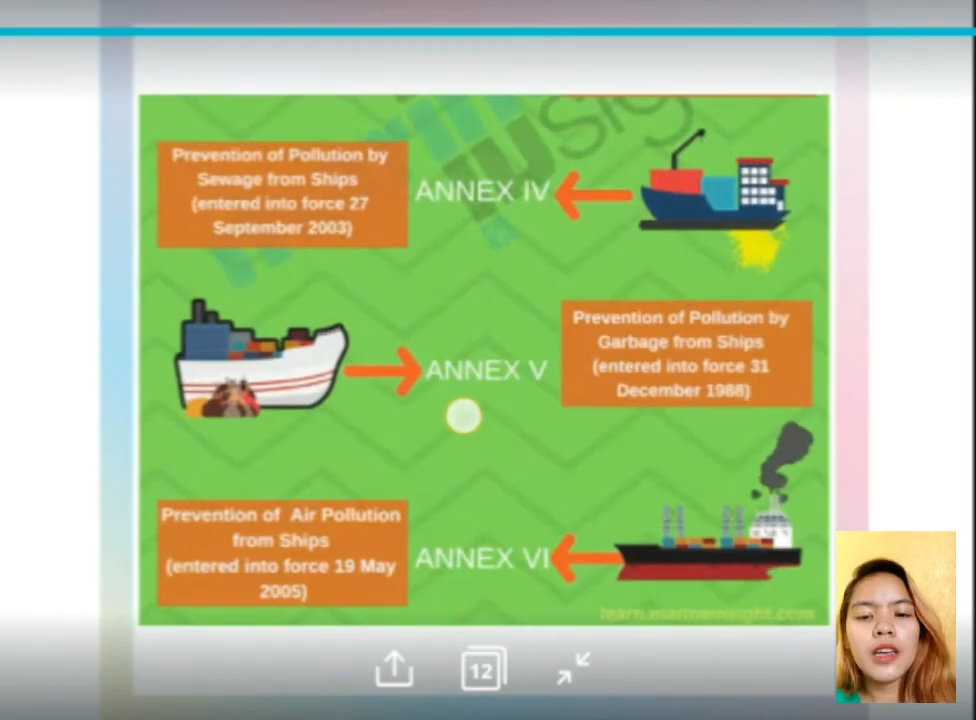 Prevention of Pollution by
Sewage from Ships
(entered into force 27
September 2003)
ANNEX IV
ANNEX V
Prevention of Pollution by
Garbage from Ships
(entered into force 31
December 1988)
Prevention of Air Pollution
from Ships
(entered into force 19 May
2005)
ANNEX VI
learn.marineinsight.com
12